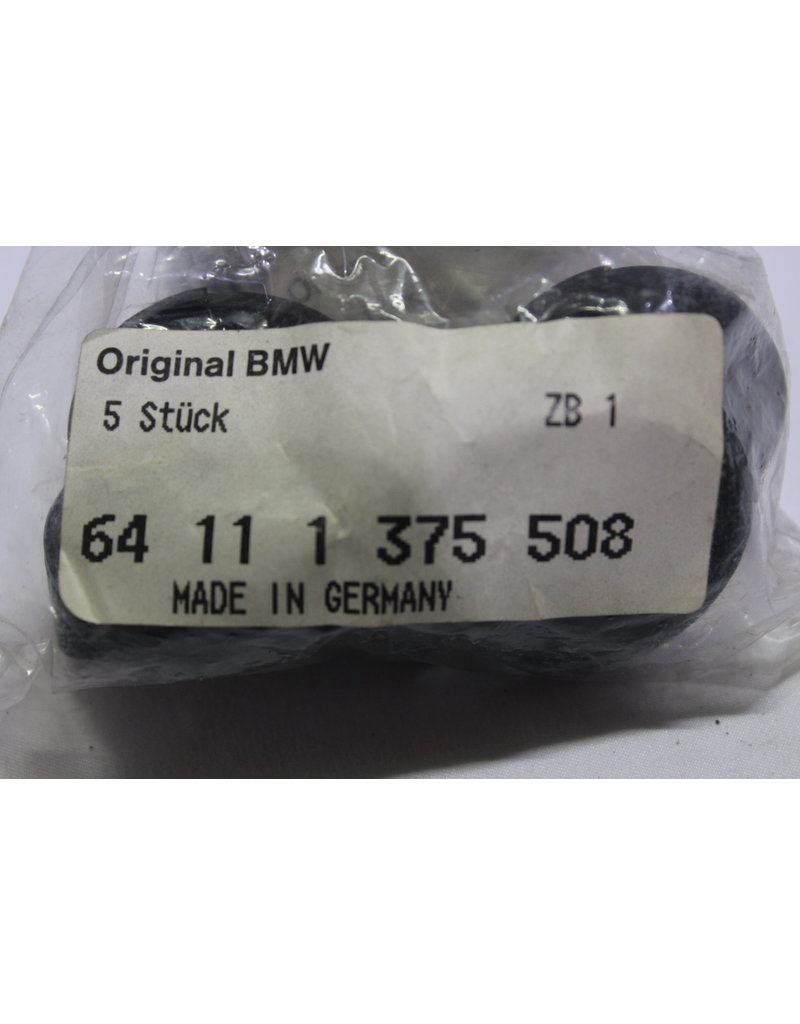 Original BMW
5 Stück ZB 1
64 11 1 375 508
MADE IN GERMANY